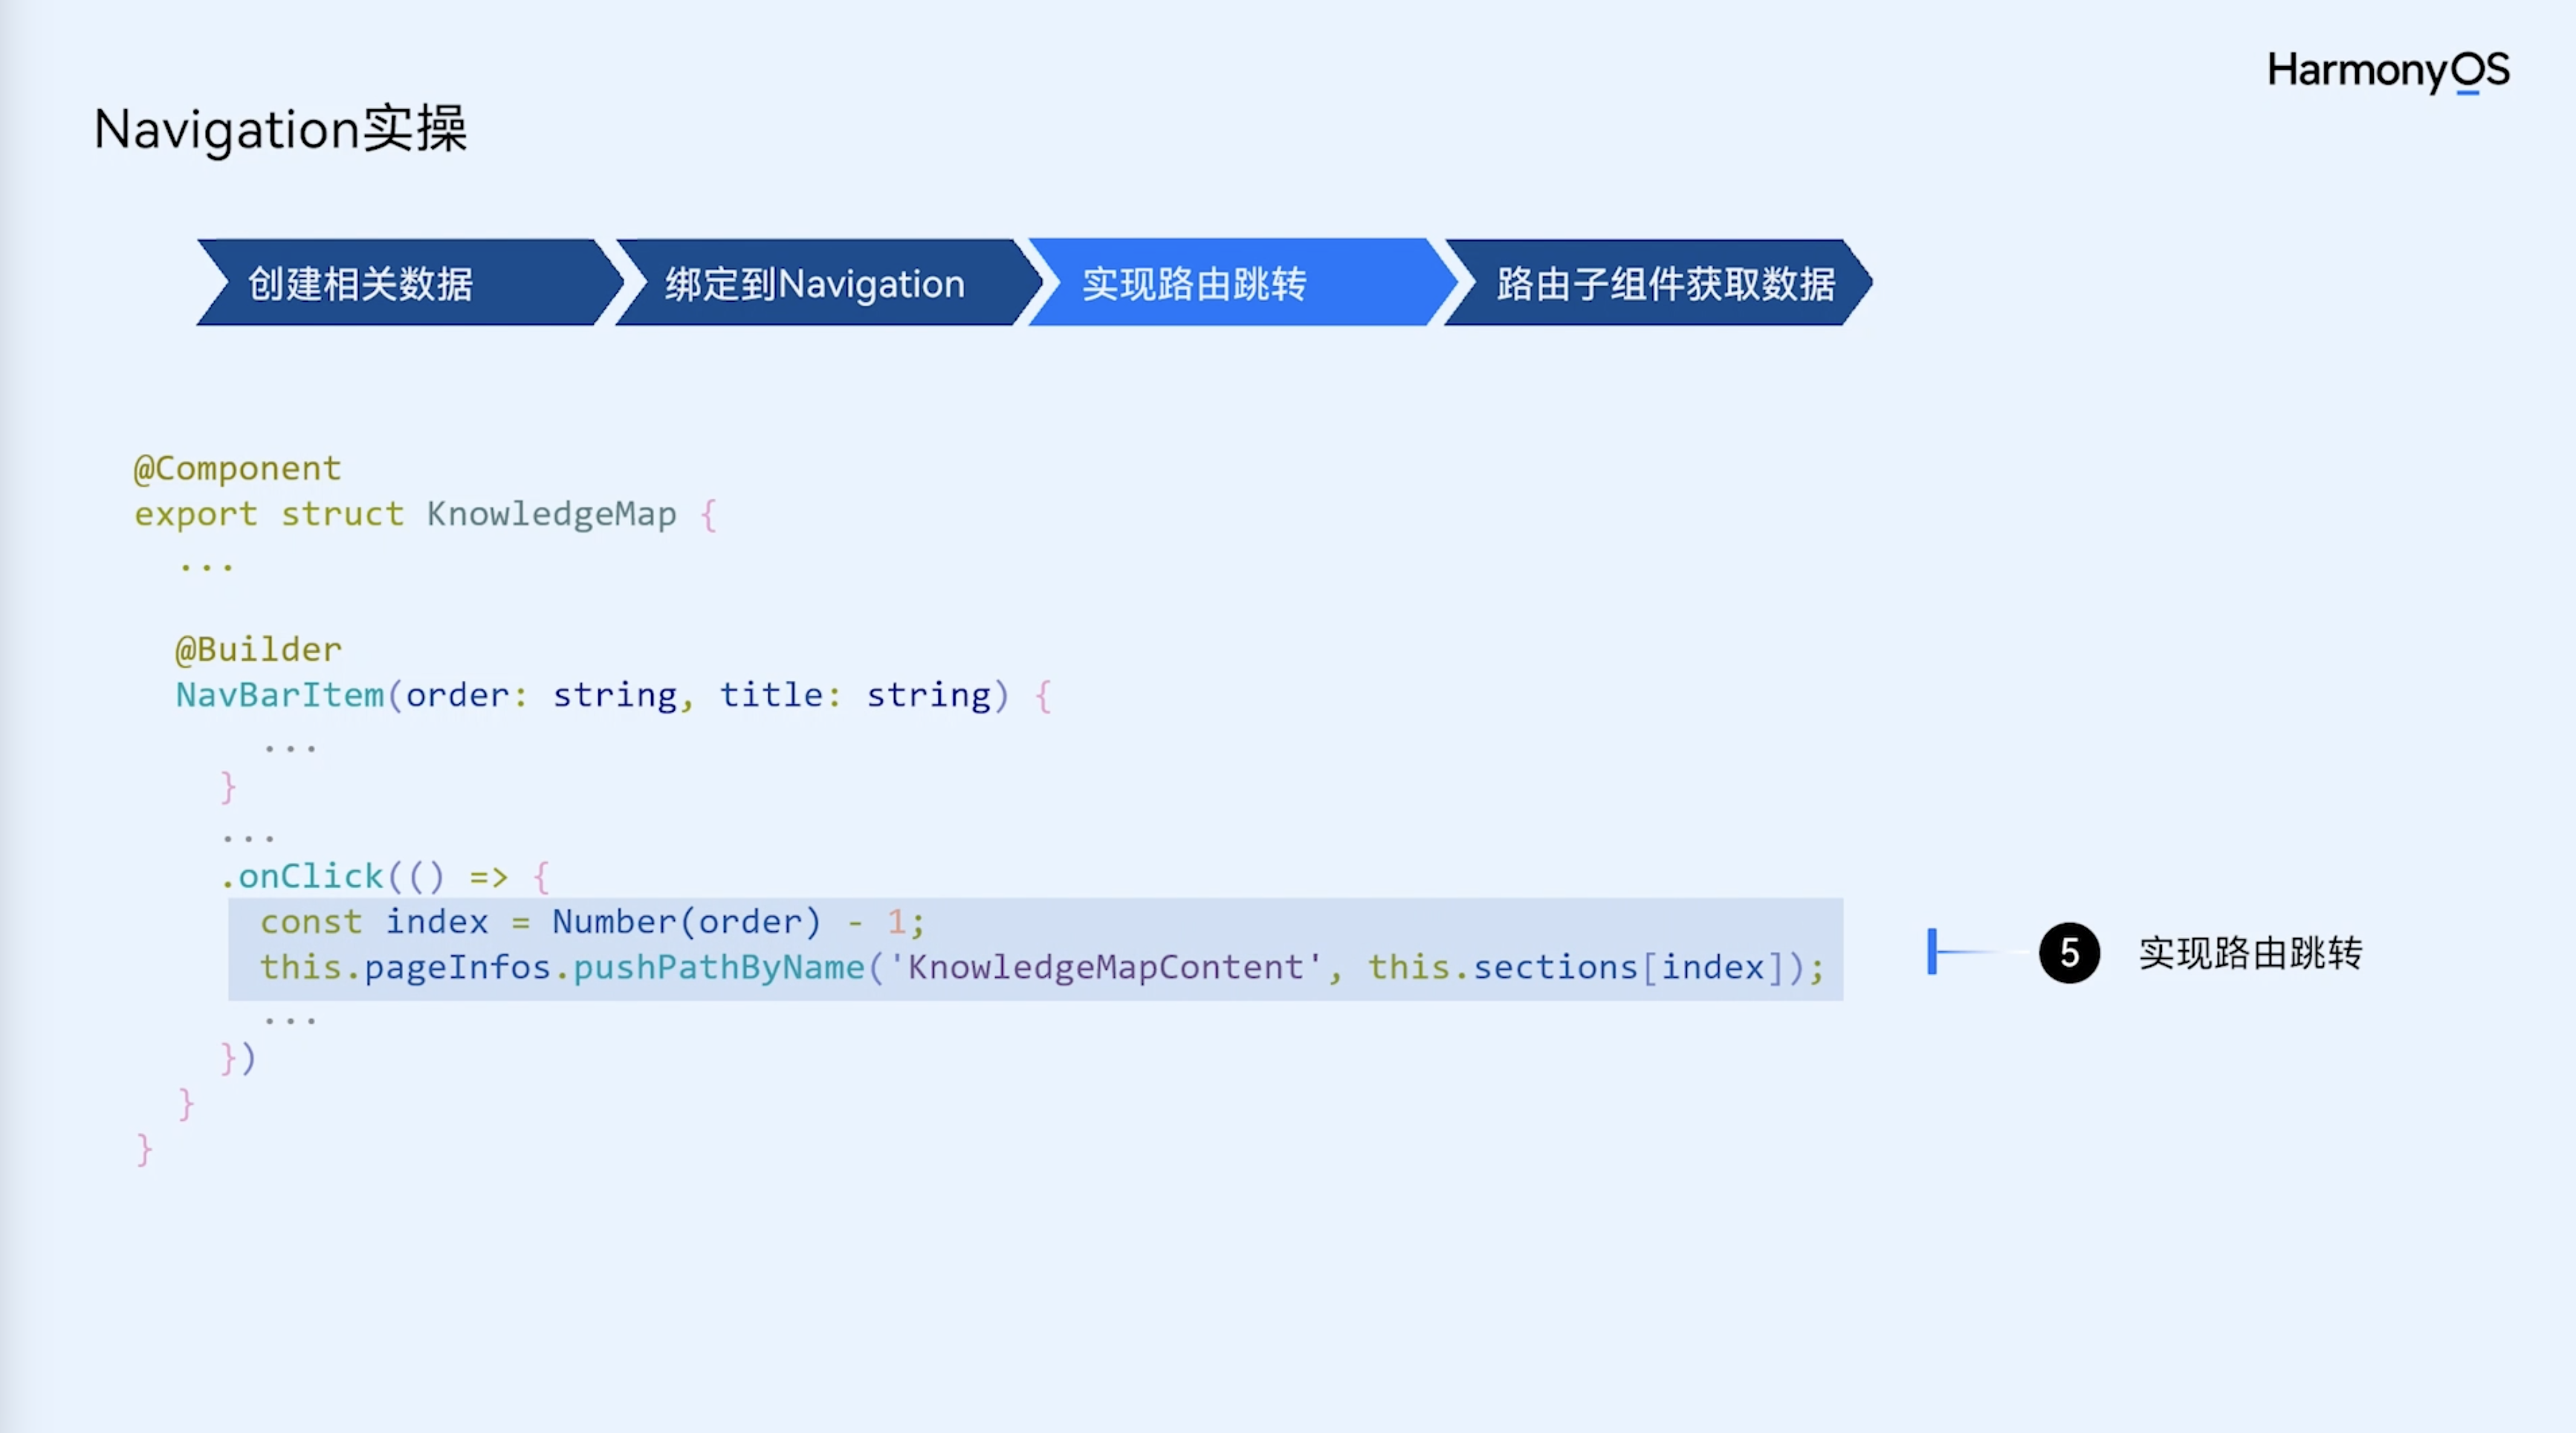 HarmonyOS
Navigation实操
创建相关数据
绑定到Navigation
实现路由跳转
路由子组件获取数据
@Component
export struct KnowledgeMap {
...
@Builder
NavBarItem(order: string, title: string) {
...
}
...
.onClick(() => {
const index = Number(order) - 1;
this.pageInfos.pushPathByName('KnowledgeMapContent', this.sections[index]);
5 实现路由跳转
...
})
}
}